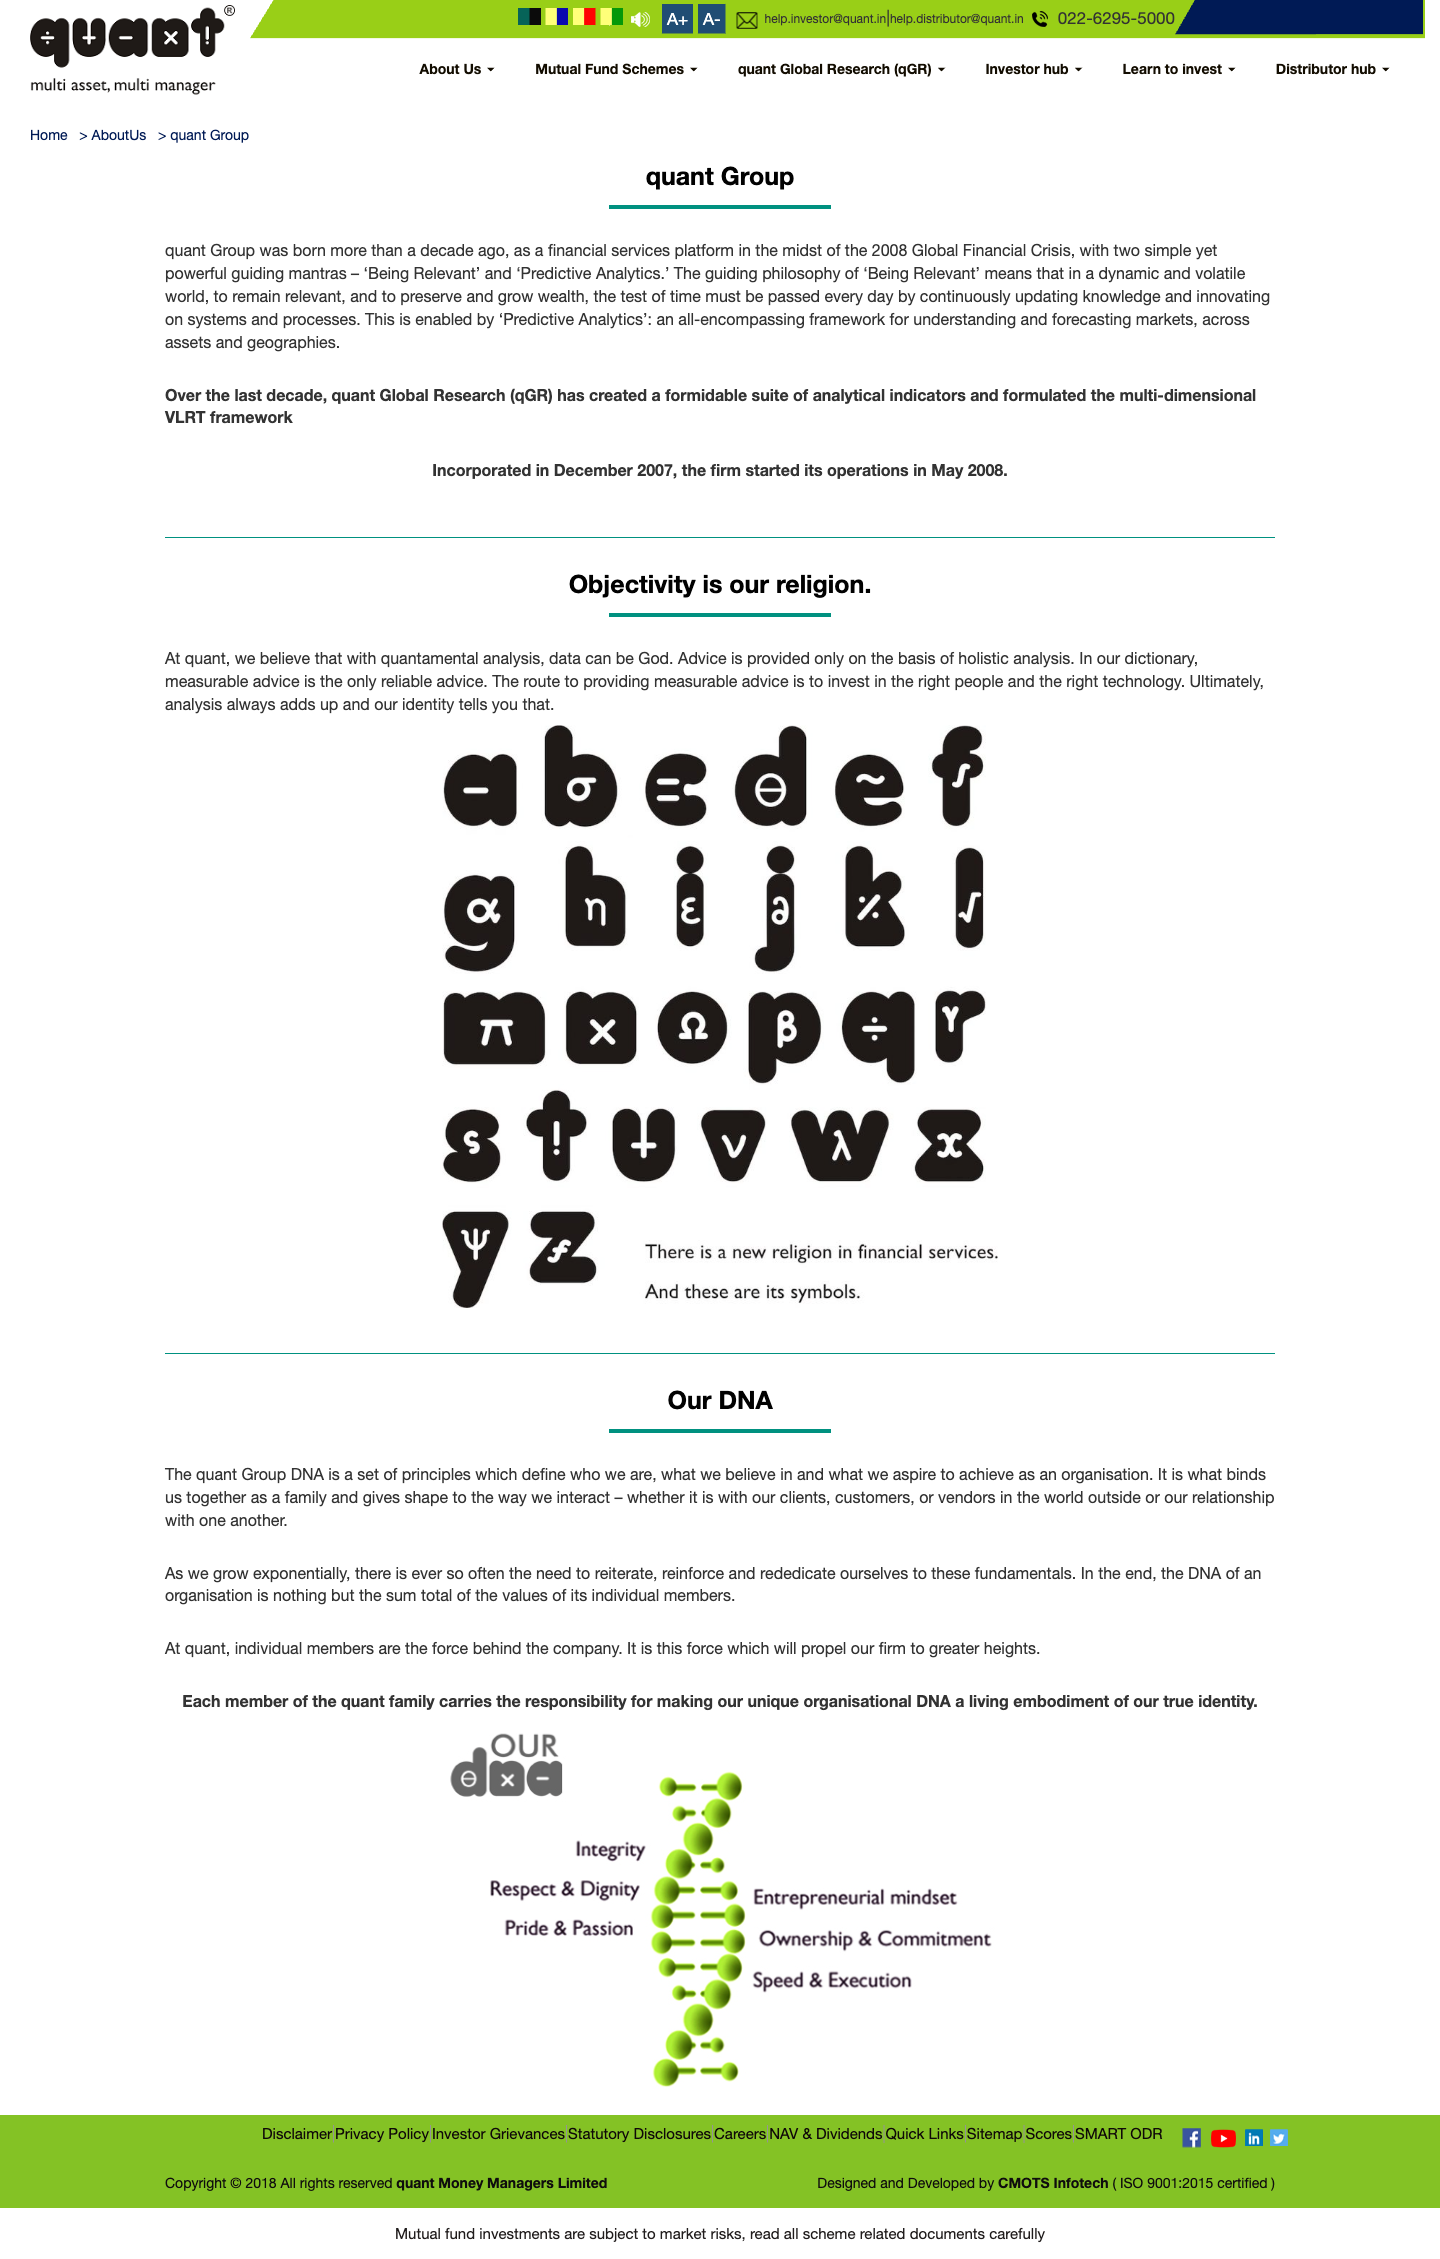 quant®
multi asset, multi manager
A+ A- help.investor@quant.in|help.distributor@quant.in 022-6295-5000
About Us Mutual Fund Schemes quant Global Research (qGR) Investor hub Learn to invest Distributor hub
Home > AboutUs > quant Group
quant Group
quant Group was born more than a decade ago, as a financial services platform in the midst of the 2008 Global Financial Crisis, with two simple yet
powerful guiding mantras – ‘Being Relevant’ and ‘Predictive Analytics.’ The guiding philosophy of ‘Being Relevant’ means that in a dynamic and volatile
world, to remain relevant, and to preserve and grow wealth, the test of time must be passed every day by continuously updating knowledge and innovating
on systems and processes. This is enabled by ‘Predictive Analytics’: an all-encompassing framework for understanding and forecasting markets, across
assets and geographies.
Over the last decade, quant Global Research (qGR) has created a formidable suite of analytical indicators and formulated the multi-dimensional
VLRT framework
Incorporated in December 2007, the firm started its operations in May 2008.
Objectivity is our religion.
At quant, we believe that with quantamental analysis, data can be God. Advice is provided only on the basis of holistic analysis. In our dictionary,
measurable advice is the only reliable advice. The route to providing measurable advice is to invest in the right people and the right technology. Ultimately,
analysis always adds up and our identity tells you that.
a b c d e f
g h i j k l
m n o p q r
s t u v w x
y z
There is a new religion in financial services.
And these are its symbols.
Our DNA
The quant Group DNA is a set of principles which define who we are, what we believe in and what we aspire to achieve as an organisation. It is what binds
us together as a family and gives shape to the way we interact – whether it is with our clients, customers, or vendors in the world outside or our relationship
with one another.
As we grow exponentially, there is ever so often the need to reiterate, reinforce and rededicate ourselves to these fundamentals. In the end, the DNA of an
organisation is nothing but the sum total of the values of its individual members.
At quant, individual members are the force behind the company. It is this force which will propel our firm to greater heights.
Each member of the quant family carries the responsibility for making our unique organisational DNA a living embodiment of our true identity.
OUR
dna
Integrity
Respect & Dignity
Pride & Passion
Entrepreneurial mindset
Ownership & Commitment
Speed & Execution
Disclaimer Privacy Policy Investor Grievances Statutory Disclosures Careers NAV & Dividends Quick Links Sitemap Scores SMART ODR
Copyright © 2018 All rights reserved quant Money Managers Limited
Designed and Developed by CMOTS Infotech ( ISO 9001:2015 certified )
Mutual fund investments are subject to market risks, read all scheme related documents carefully